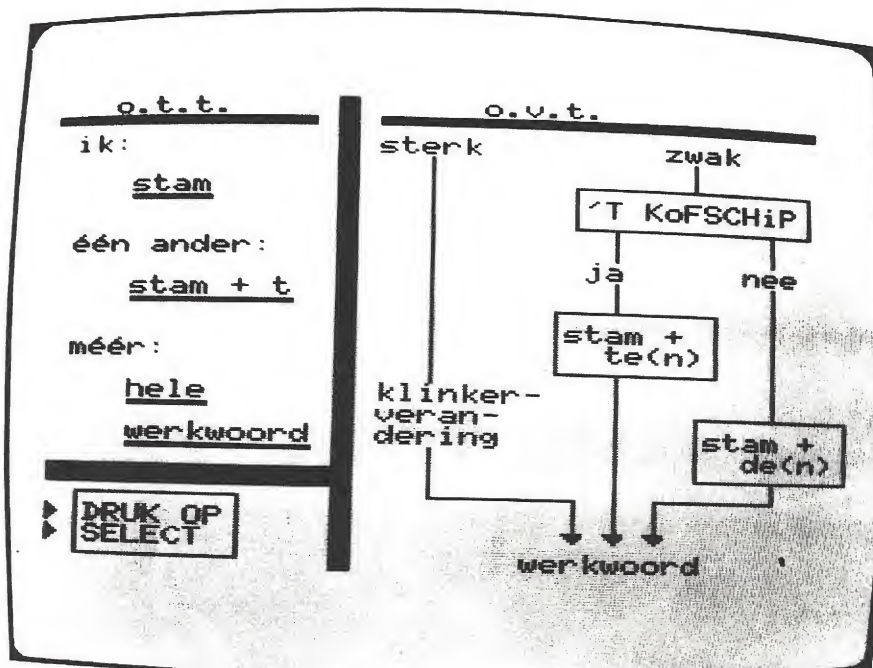 o.t.t.
ik:
stam
één ander:
stam + t
méér:
hele
werkwoord
DRUK OP
SELECT
o.v.t.
sterk
zwak
'T KoFSCHiP
ja
nee
stam +
te(n)
klinker-
veran-
dering
stam +
de(n)
werkwoord